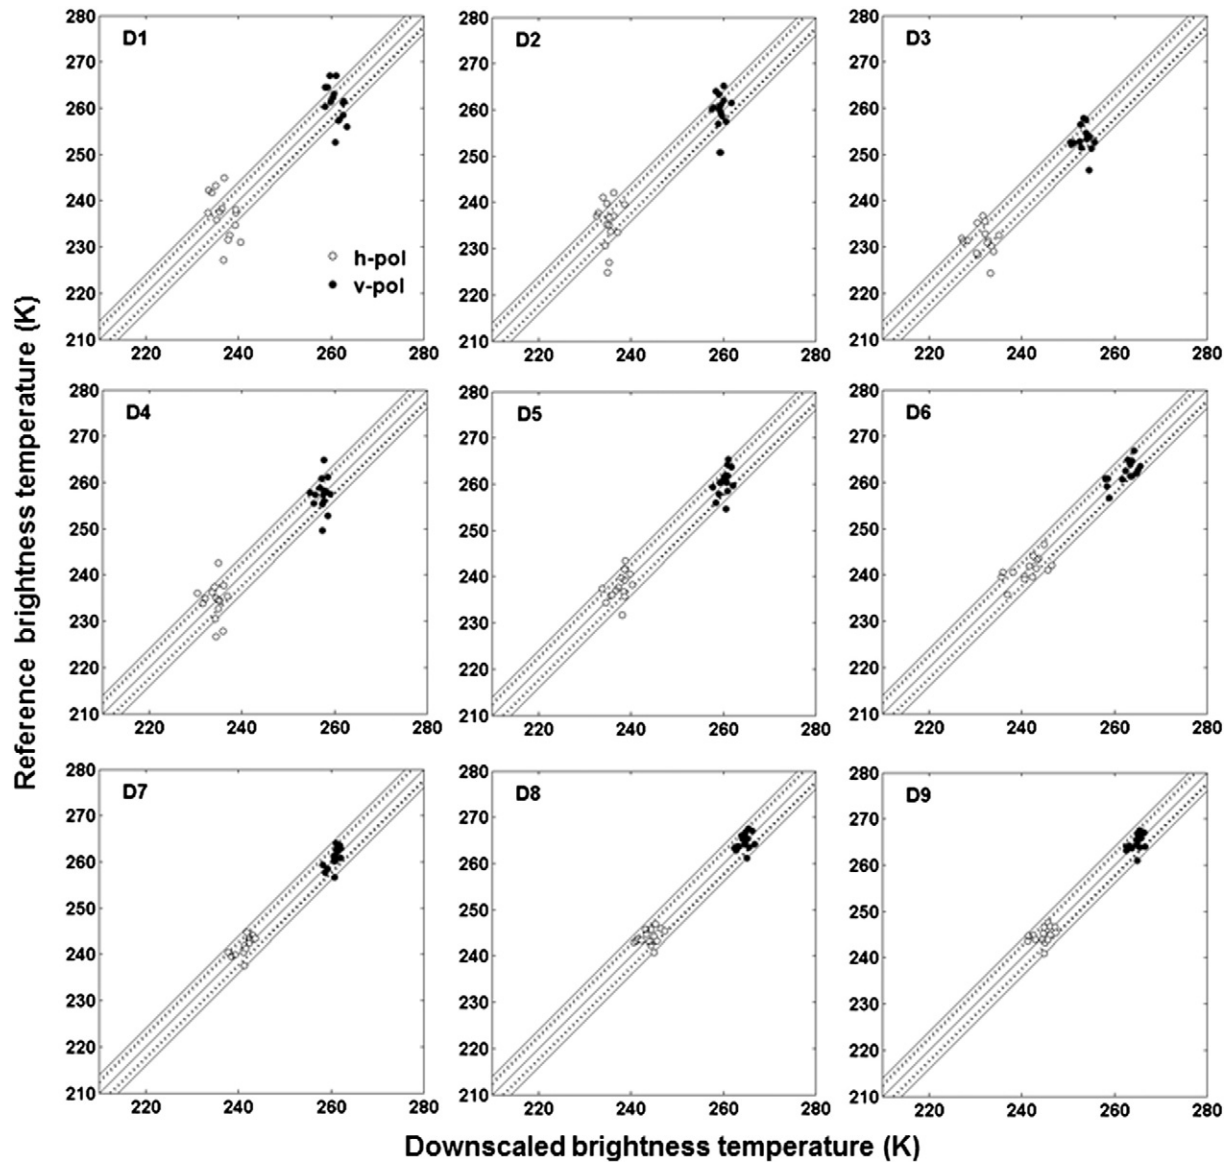 Reference brightness temperature (K)
280 280 280
D1 D2 D3
270 270 270
260 260 260
250 250 250
240 240 240
230 230 230
h-pol
v-pol
220 220 220
210 210 210
220 240 260 280 220 240 260 280 220 240 260 280
280 280 280
D4 D5 D6
270 270 270
260 260 260
250 250 250
240 240 240
230 230 230
220 220 220
210 210 210
220 240 260 280 220 240 260 280 220 240 260 280
280 280 280
D7 D8 D9
270 270 270
260 260 260
250 250 250
240 240 240
230 230 230
220 220 220
210 210 210
220 240 260 280 220 240 260 280 220 240 260 280
Downscaled brightness temperature (K)